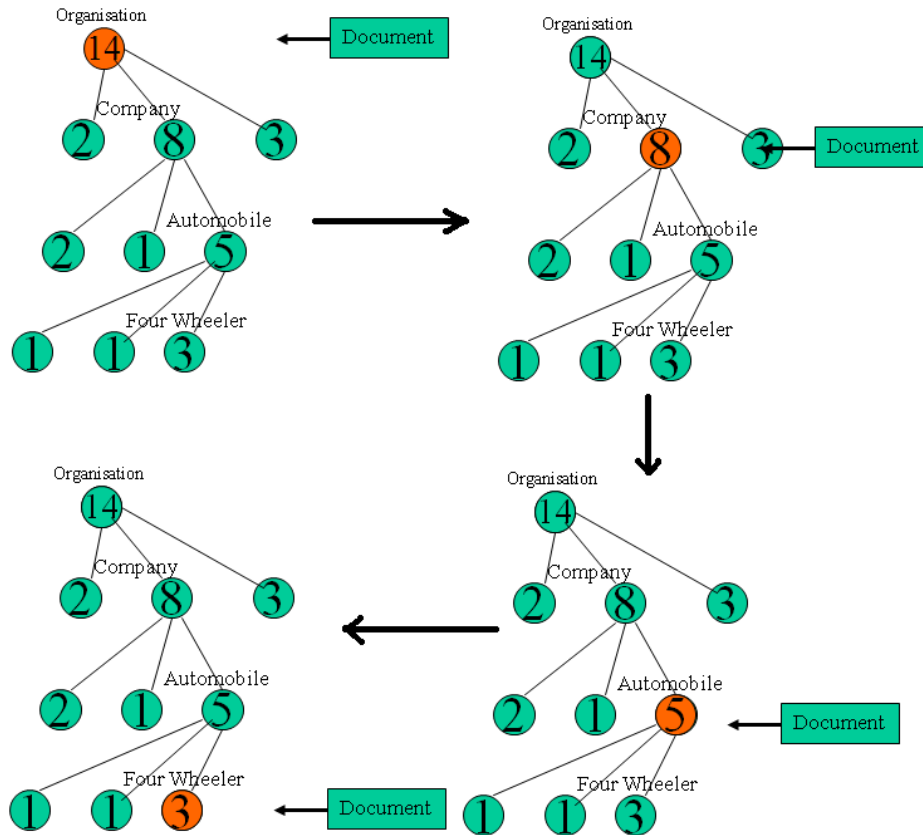 Organisation
14
Document
Company
2 8 3
Automobile
2 1 5
Four Wheeler
1 1 3
Organisation
14
Company
2 8 3
Document
Automobile
2 1 5
Four Wheeler
1 1 3
Organisation
14
Company
2 8 3
Automobile
2 1 5
Document
Four Wheeler
1 1 3
Organisation
14
Company
2 8 3
Automobile
2 1 5
Four Wheeler
1 1 3
Document